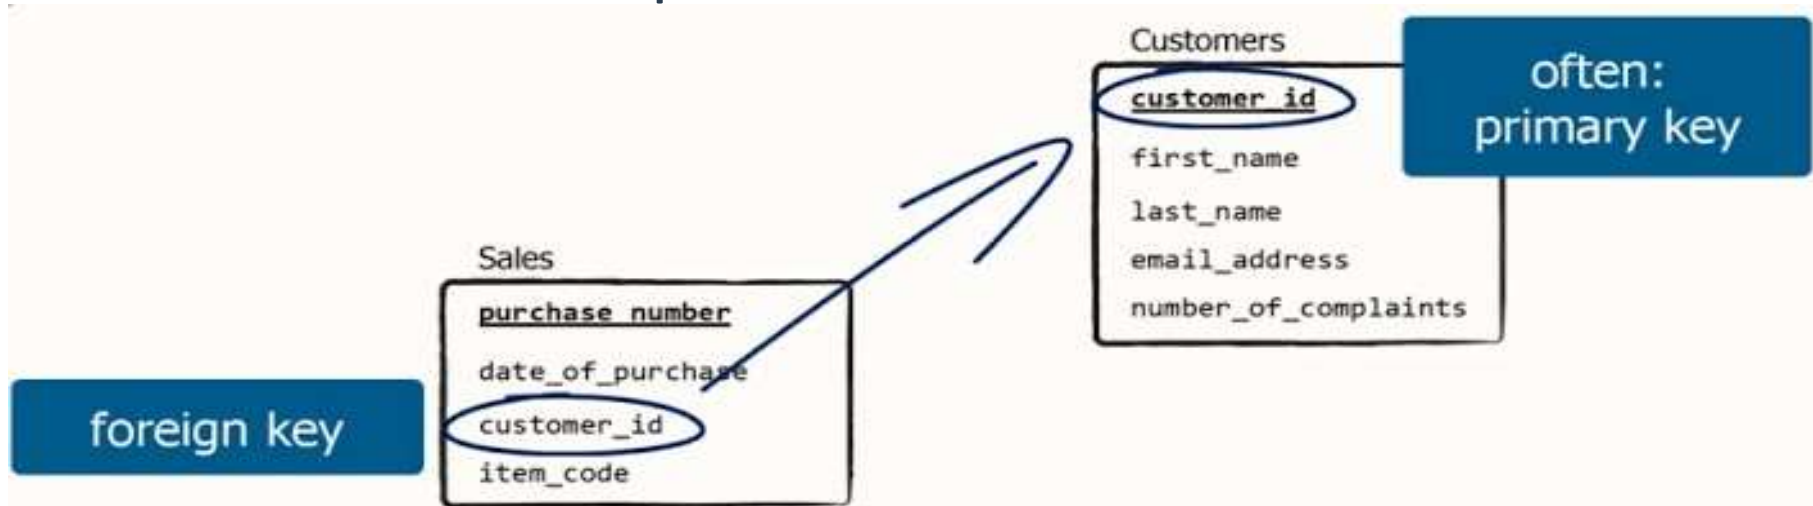 Customers
customer_id
first_name
last_name
email_address
number_of_complaints
often:
primary key
Sales
purchase_number
date_of_purchase
customer_id
item_code
foreign key